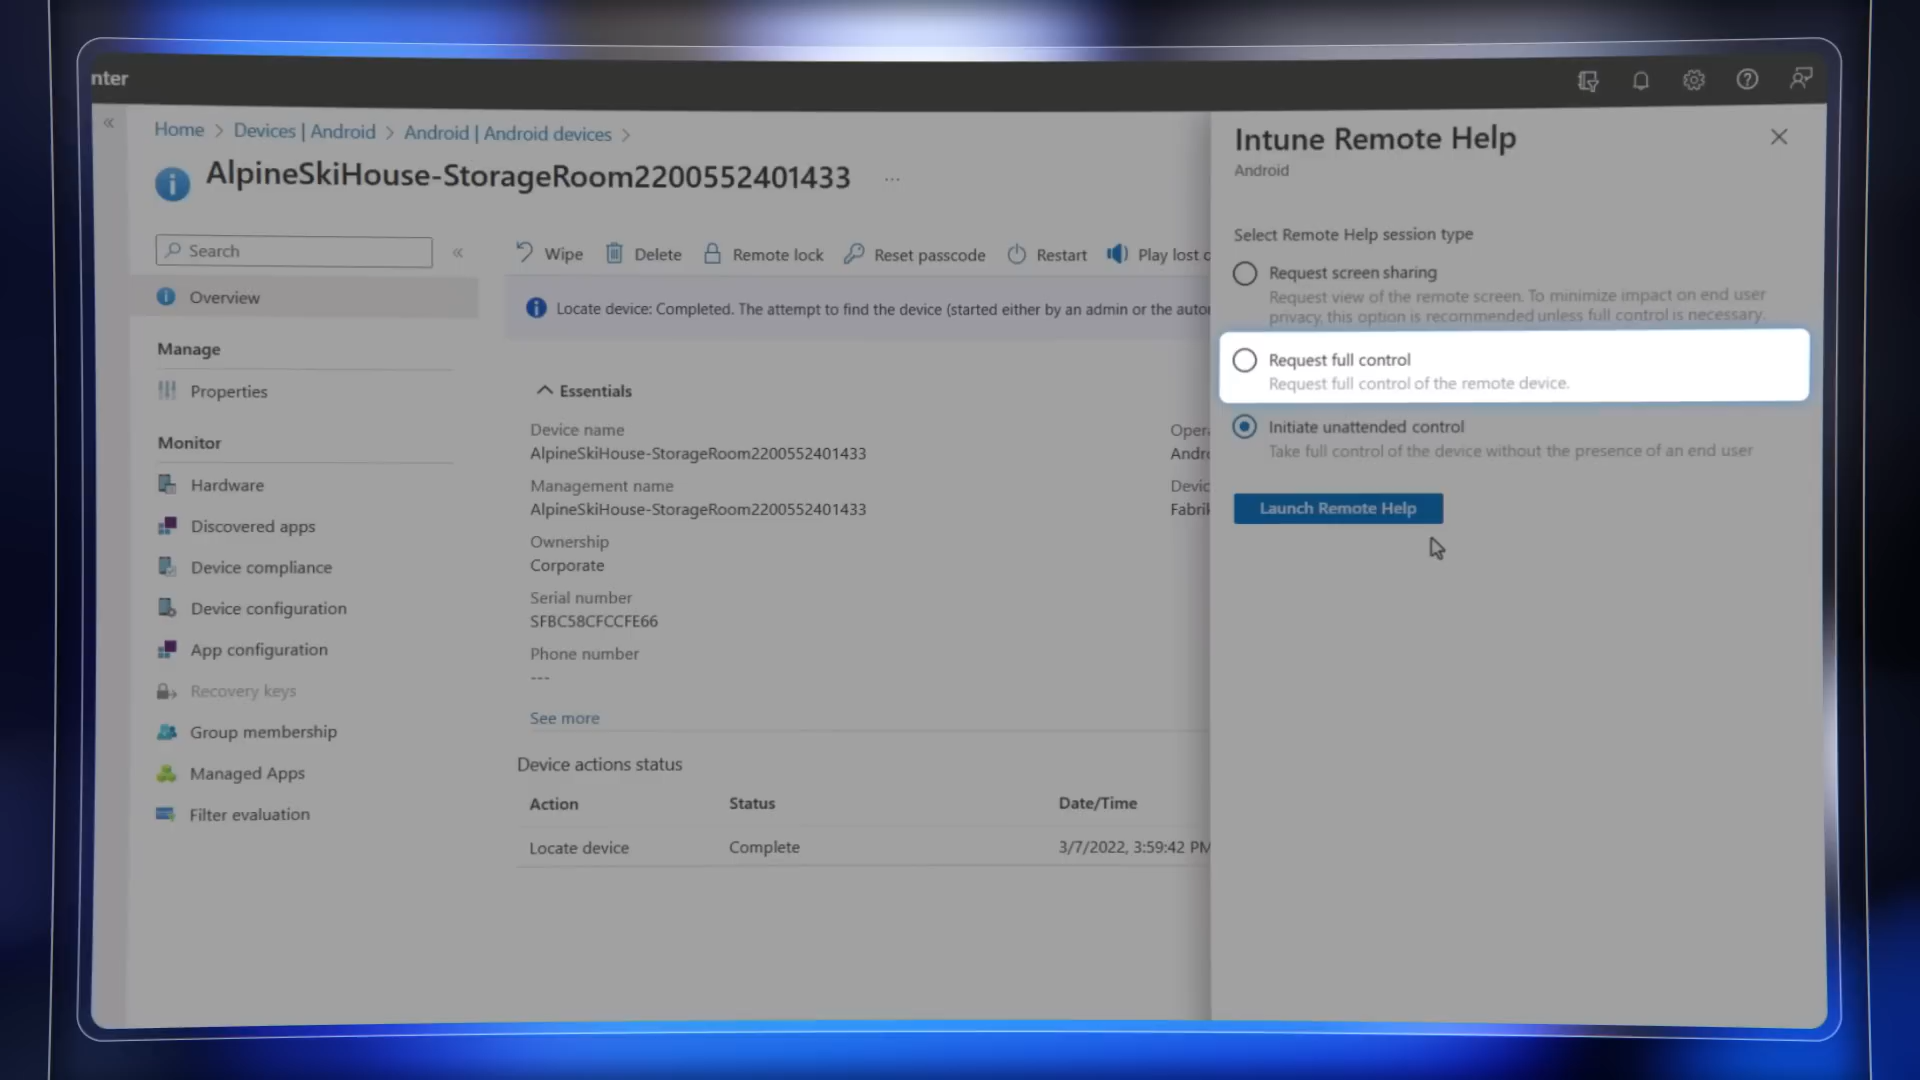 nter
Home > Devices | Android > Android | Android devices >
AlpineSkiHouse-StorageRoom2200552401433 ...
Search
Overview
Manage
Properties
Monitor
Hardware
Discovered apps
Device compliance
Device configuration
App configuration
Recovery keys
Group membership
Managed Apps
Filter evaluation
Wipe Delete Remote lock Reset passcode Restart Play lost d
Locate device: Completed. The attempt to find the device (started either by an admin or the autor
Essentials
Device name
AlpineSkiHouse-StorageRoom2200552401433
Management name
AlpineSkiHouse-StorageRoom2200552401433
Ownership
Corporate
Serial number
SFBC58CFCCFE66
Phone number
---
See more
Opera
Andro
Devic
Fabrik
Device actions status
Action Status Date/Time
Locate device Complete 3/7/2022, 3:59:42 PM
Intune Remote Help
Android
Select Remote Help session type
Request screen sharing
Request view of the remote screen. To minimize impact on end user
privacy, this option is recommended unless full control is necessary.
Request full control
Request full control of the remote device.
Initiate unattended control
Take full control of the device without the presence of an end user
Launch Remote Help